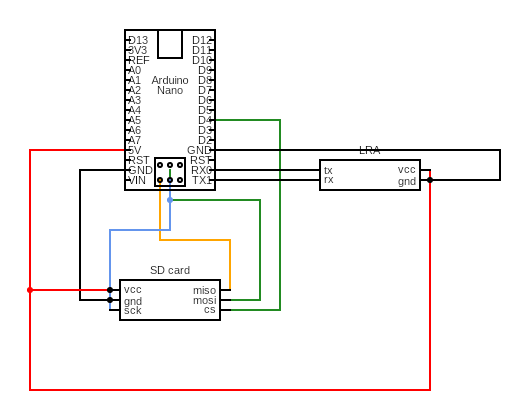 D13 D12
3V3 D11
REF D10
A0 D9
A1 Arduino D8
A2 Nano D7
A3 D6
A4 D5
A5 D4
A6 D3
A7 D2
5V GND LRA
RST RST
GND RX0 tx vcc
VIN TX1 rx gnd
SD card
vcc miso
gnd mosi
sck cs